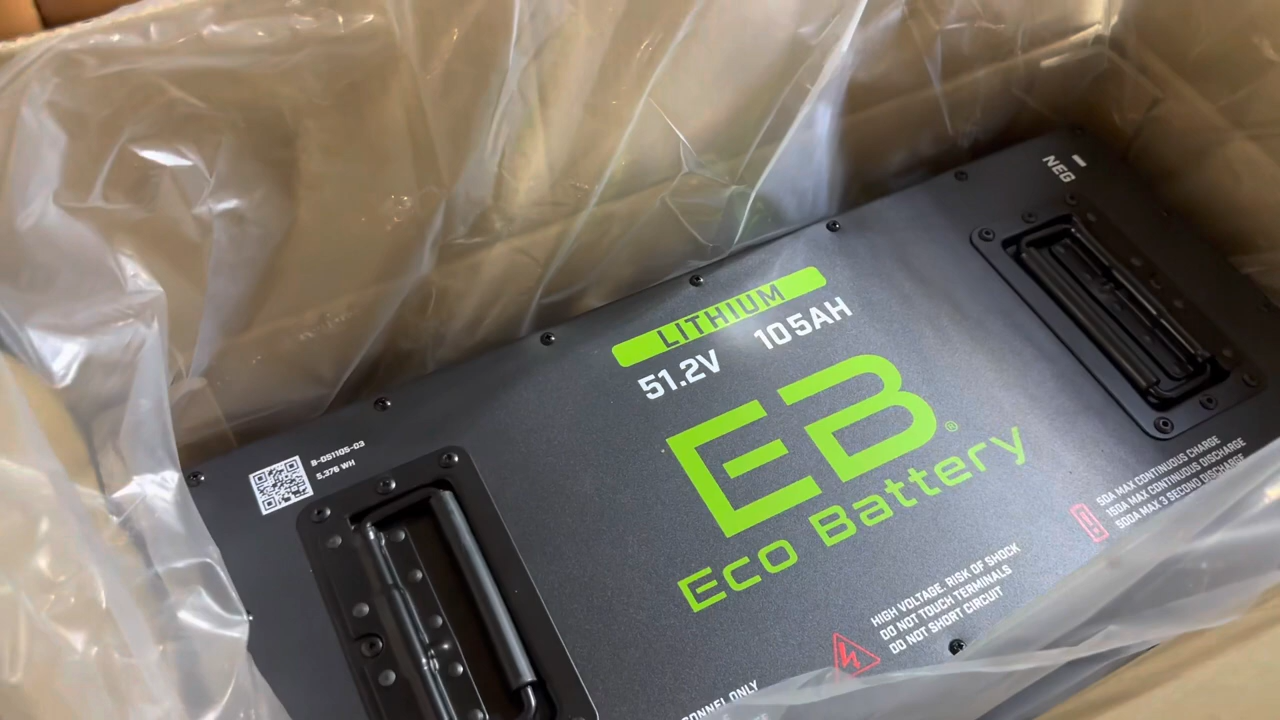 NEG
LITHIUM
51.2V 105AH
EB®
Eco Battery
B-051105-03
5,376 WH
50A MAX CONTINUOUS CHARGE
150A MAX CONTINUOUS DISCHARGE
500A MAX 3 SECOND DISCHARGE
HIGH VOLTAGE. RISK OF SHOCK
DO NOT TOUCH TERMINALS
DO NOT SHORT CIRCUIT
ONLY